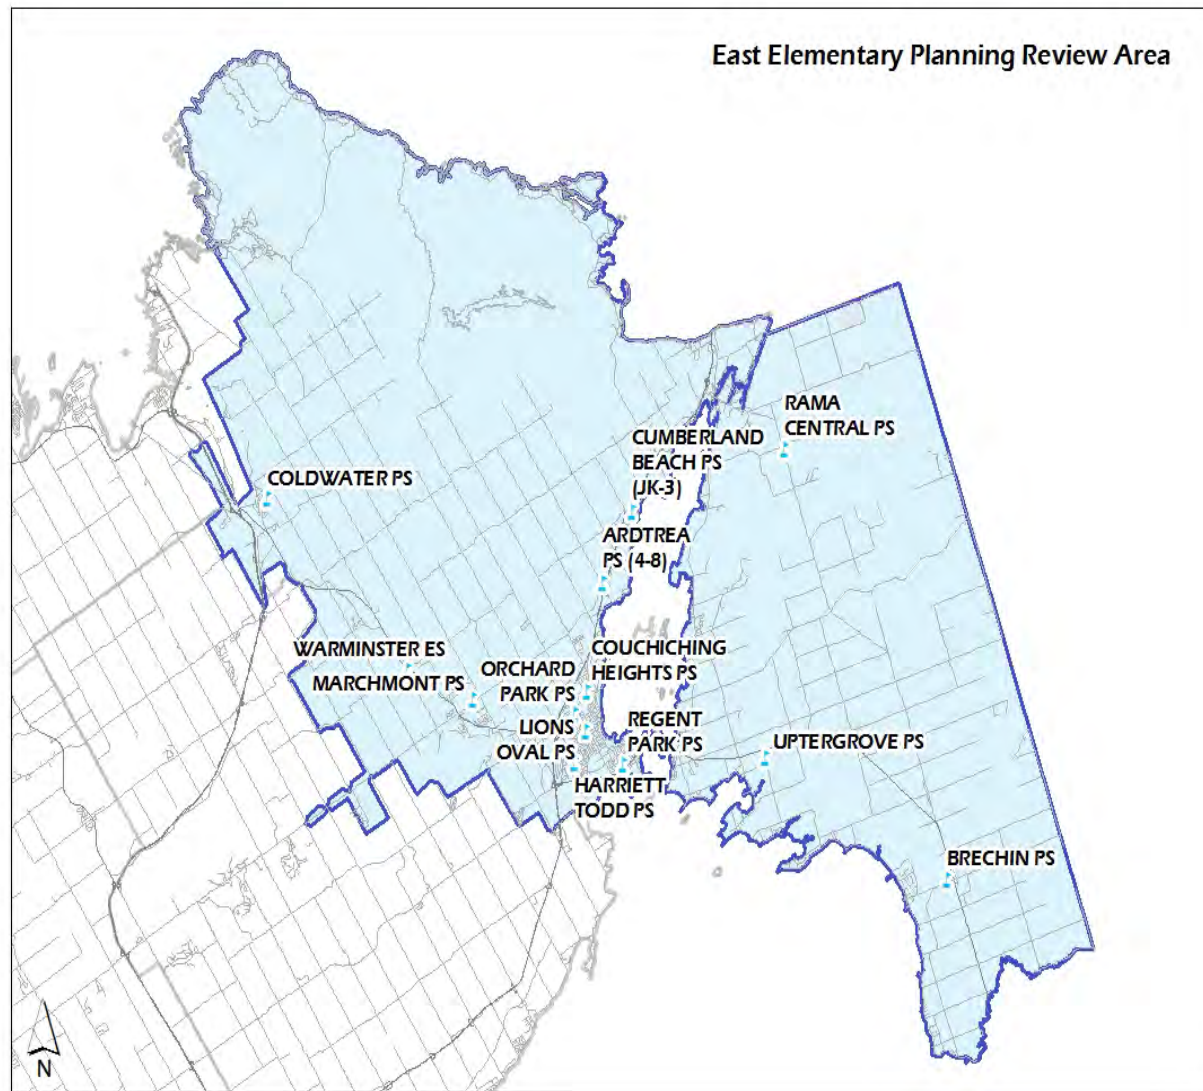 East Elementary Planning Review Area
RAMA
CENTRAL PS
CUMBERLAND
BEACH PS
(JK-3)
COLDWATER PS
ARDTREA
PS (4-8)
WARMINSTER ES
MARCHMONT PS
ORCHARD
PARK PS
COUCHICHING
HEIGHTS PS
LIONS
OVAL PS
REGENT
PARK PS
UPTERGROVE PS
HARRIETT
TODD PS
BRECHIN PS
N